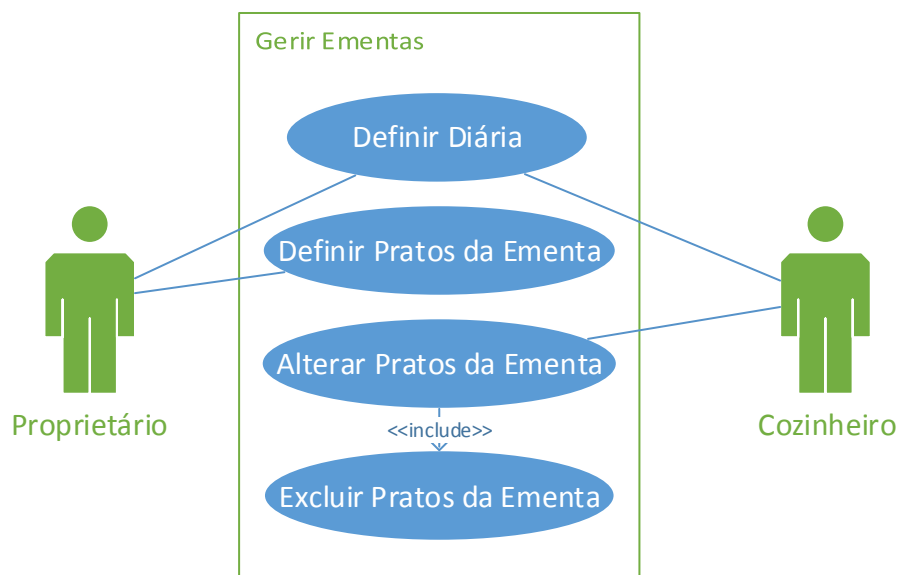 Gerir Ementas
Definir Diária
Definir Pratos da Ementa
Alterar Pratos da Ementa
Proprietário
<<include>>
Cozinheiro
Excluir Pratos da Ementa